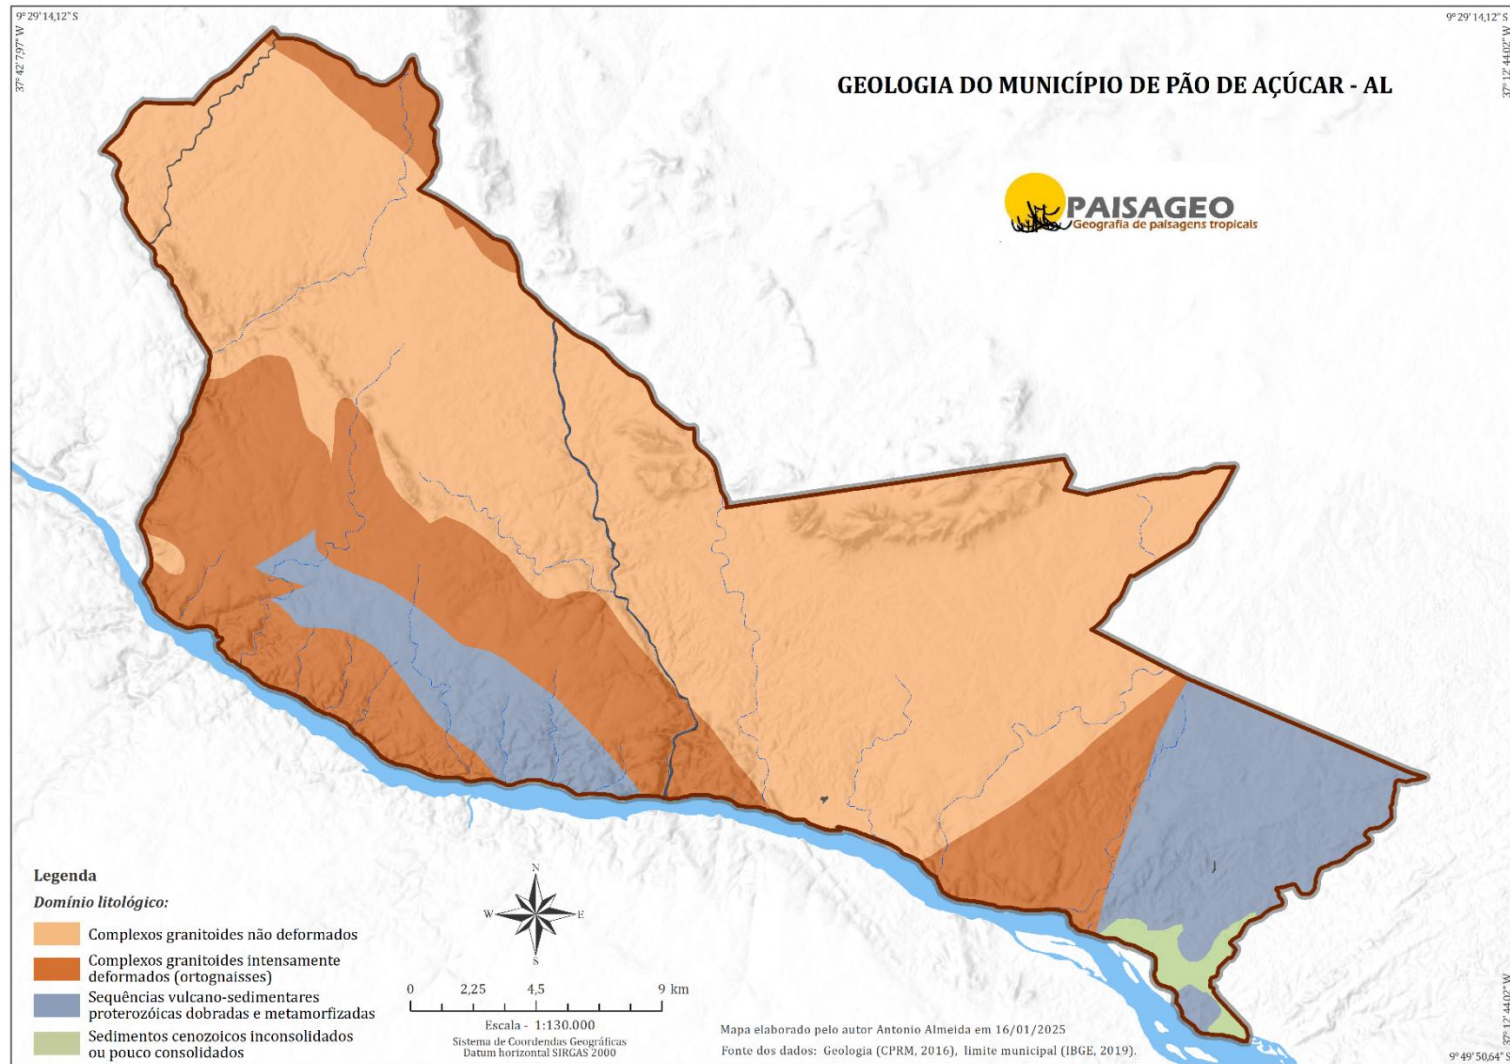 9° 29' 14,12" S
9° 29' 14,12" S
37° 42' 7,97" W
37° 12' 44,02" W
GEOLOGIA DO MUNICÍPIO DE PÃO DE AÇÚCAR - AL
PAISAGEO
Geografia de paisagens tropicais
Legenda
Domínio litológico:
Complexos granitoides não deformados
Complexos granitoides intensamente
deformados (ortognaisses)
Sequências vulcano-sedimentares
proterozóicas dobradas e metamorfizadas
Sedimentos cenozoicos inconsolidados
ou pouco consolidados
N
W
E
S
0 2,25 4,5 9 km
Escala - 1:130.000
Sistema de Coordendas Geográficas
Datum horizontal SIRGAS 2000
Mapa elaborado pelo autor Antonio Almeida em 16/01/2025
Fonte dos dados: Geologia (CPRM, 2016), limite municipal (IBGE, 2019).
37° 12' 44,02" W
9° 49' 50,64" S